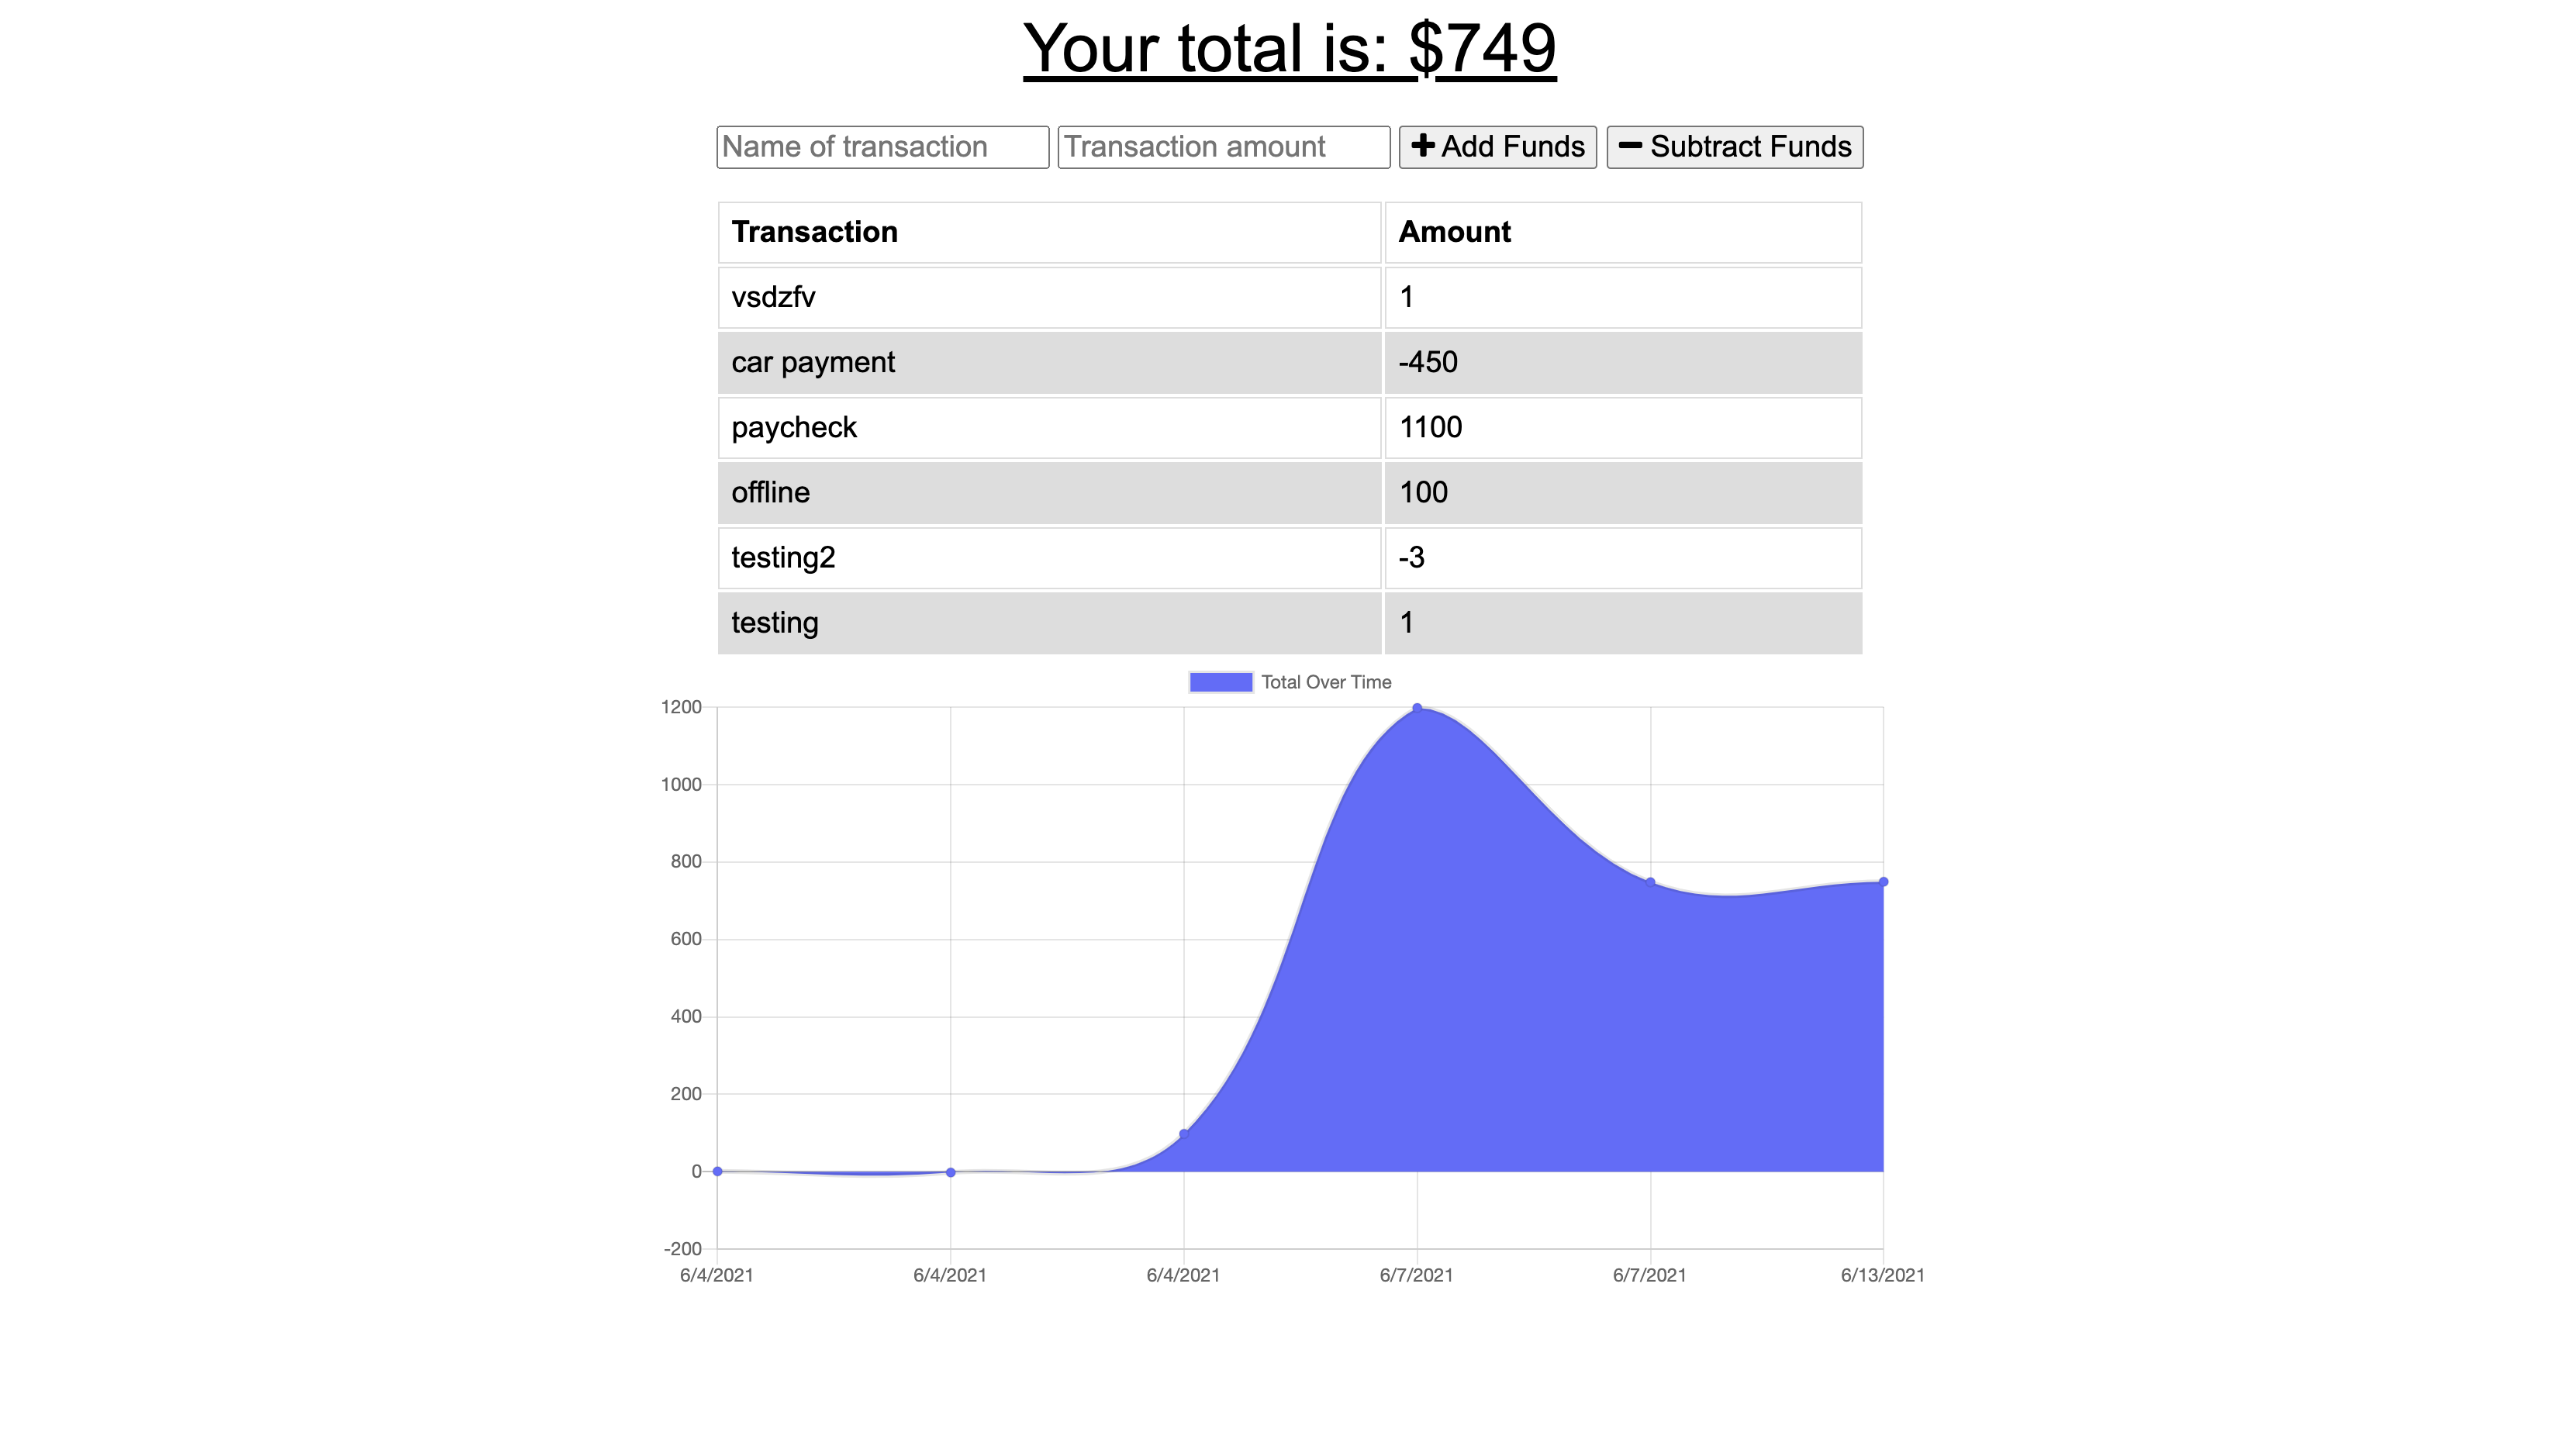 Your total is: $749
Name of transaction Transaction amount Add Funds Subtract Funds
Transaction Amount
vsdzfv 1
car payment -450
paycheck 1100
offline 100
testing2 -3
testing 1
Total Over Time
1200
1000
800
600
400
200
0
-200
6/4/2021 6/4/2021 6/4/2021 6/7/2021 6/7/2021 6/13/2021